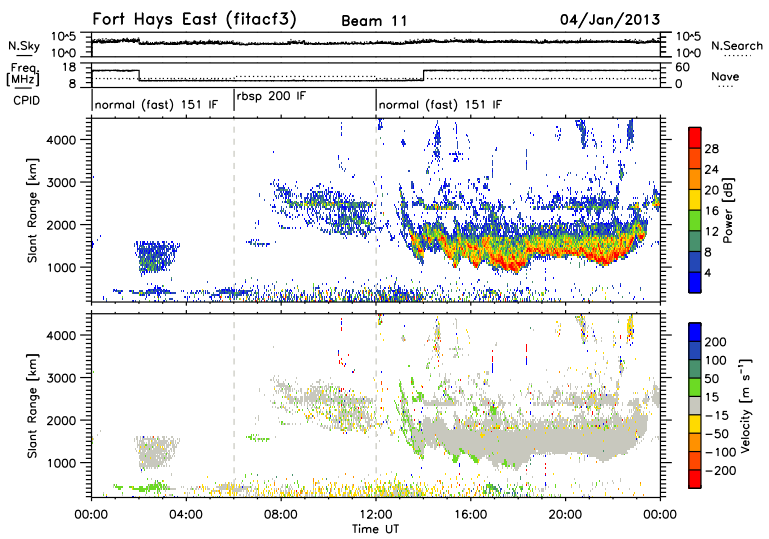 Fort Hays East (fitacf3) Beam 11 04/Jan/2013
N.Sky 10^5 10^0 10^5 10^0 N.Search
Freq. [MHz] 18 8 60 0 Nave
CPID normal (fast) 151 IF rbsp 200 IF normal (fast) 151 IF
Slant Range [km]
4000
3000
2000
1000
28
24
20
16
12
8
4
Power [dB]
Slant Range [km]
4000
3000
2000
1000
200
100
50
15
-15
-50
-100
-200
Velocity [m s⁻¹]
00:00 04:00 08:00 12:00 16:00 20:00 00:00
Time UT